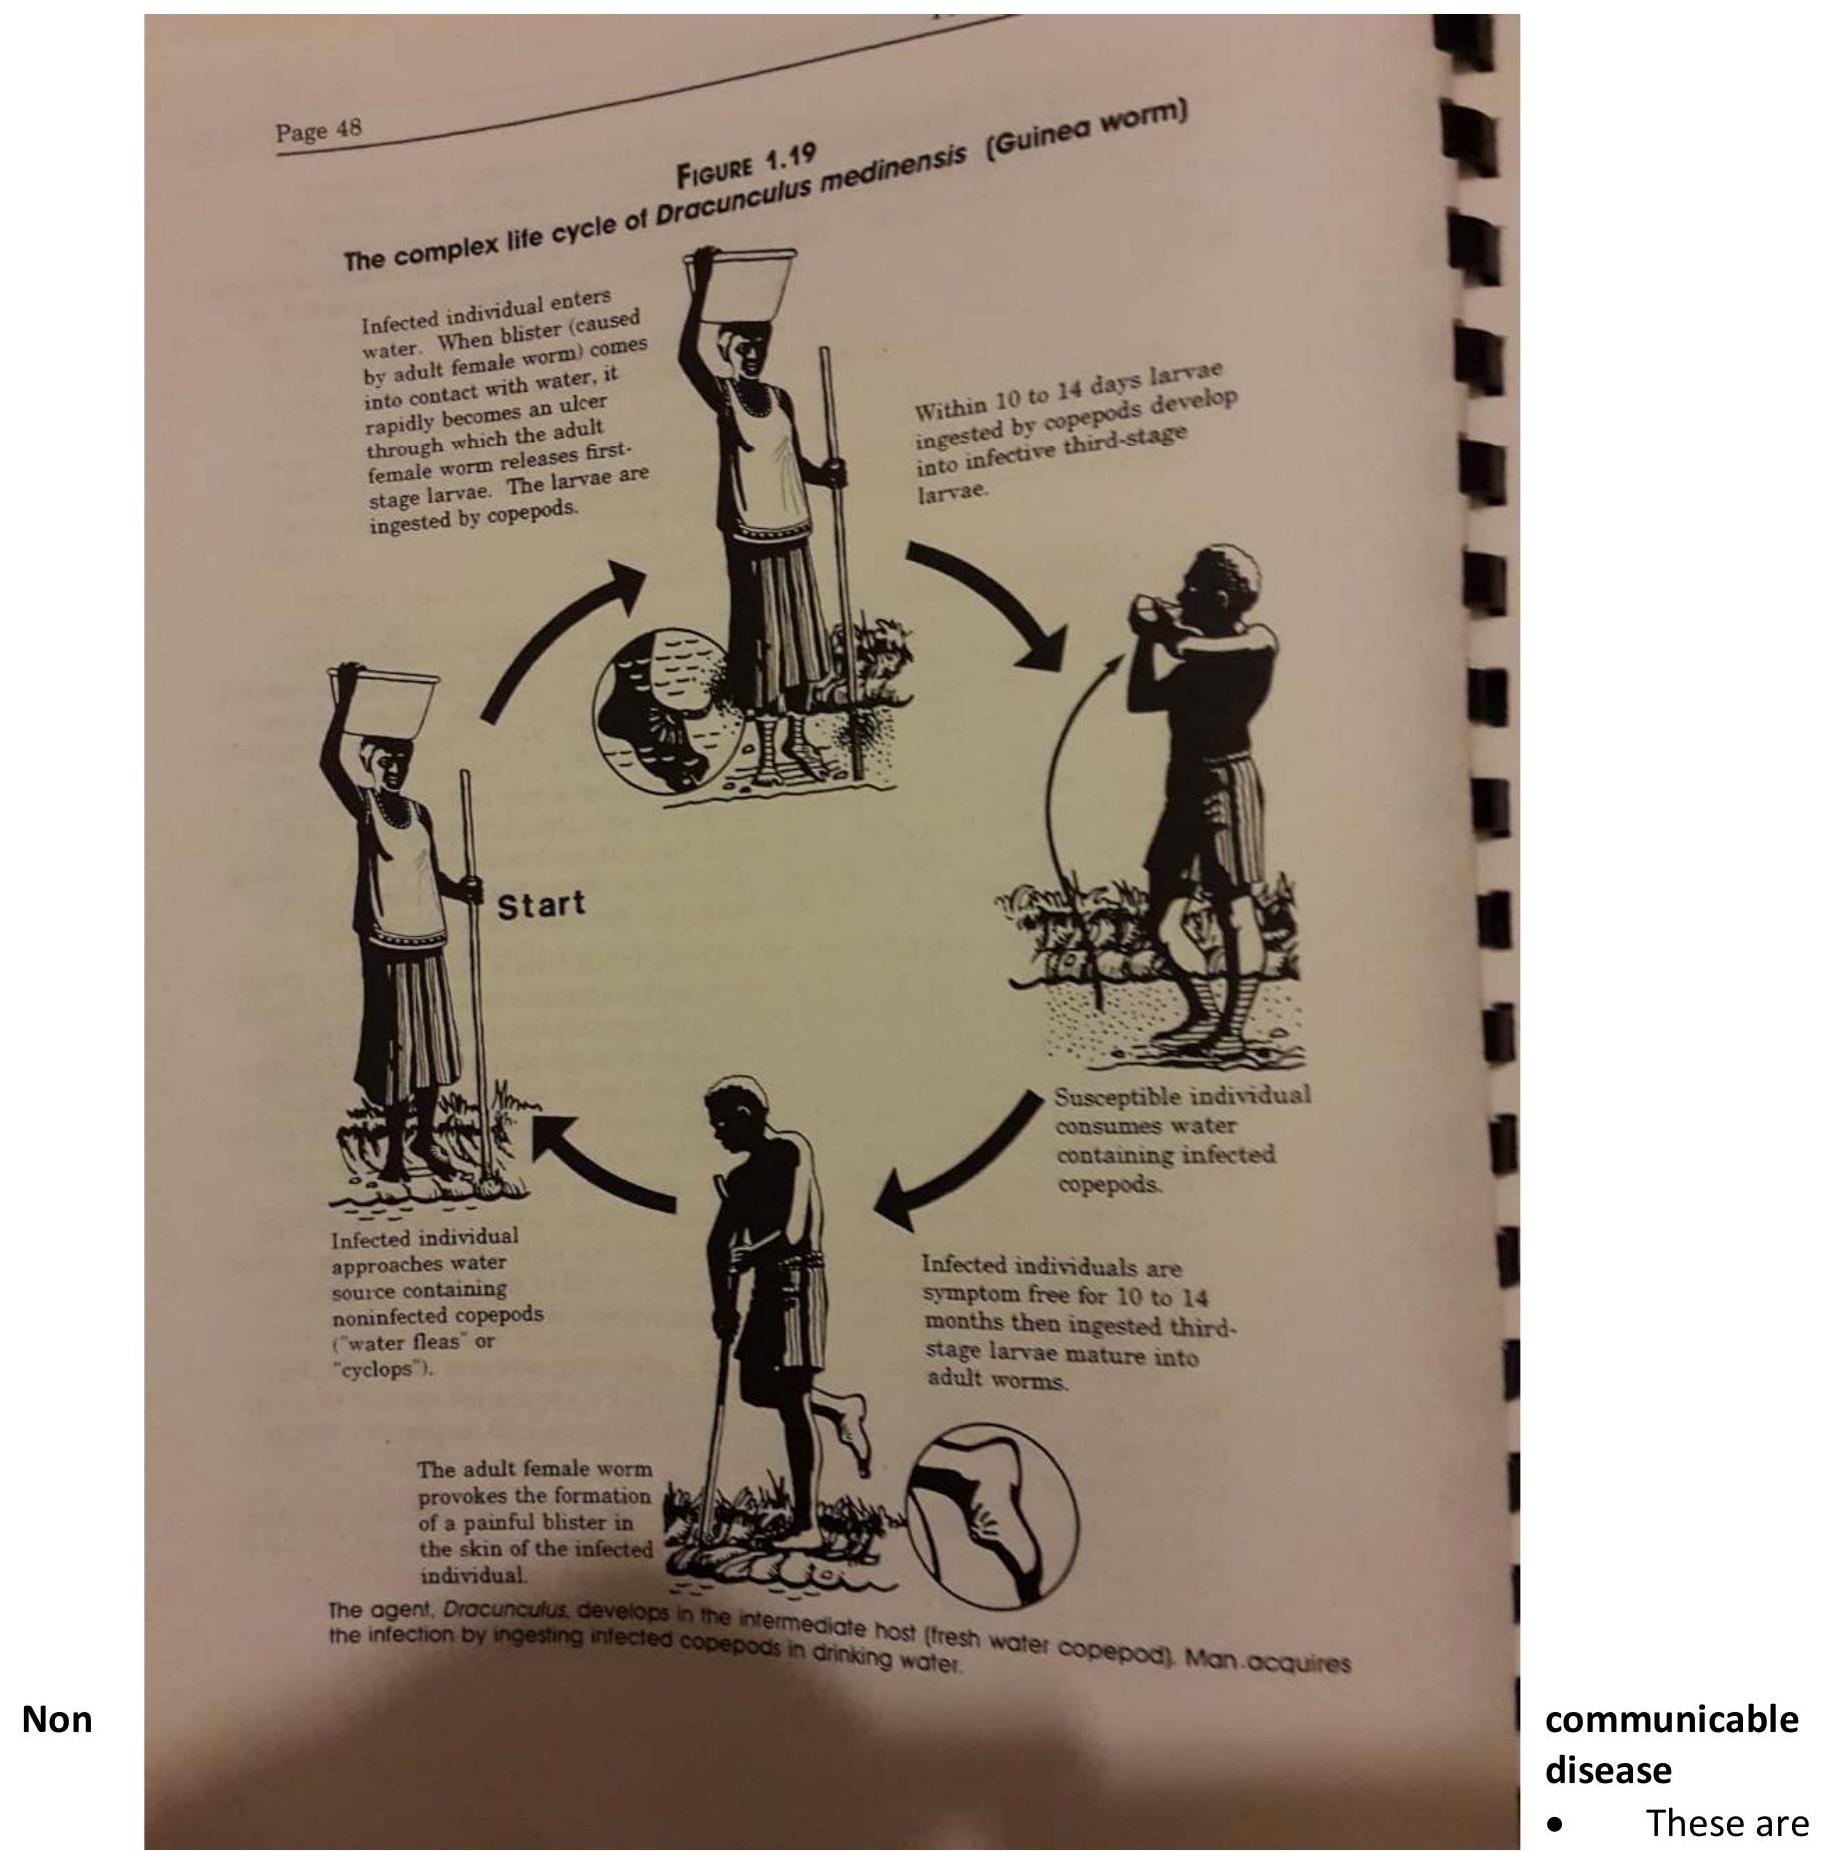 Page 48
FIGURE 1.19
The complex life cycle of Dracunculus medinensis (Guinea worm)
Infected individual enters
water. When blister (caused
by adult female worm) comes
into contact with water, it
rapidly becomes an ulcer
through which the adult
female worm releases first-
stage larvae. The larvae are
ingested by copepods.
Within 10 to 14 days larvae
ingested by copepods develop
into infective third-stage
larvae.
Start
Susceptible individual
consumes water
containing infected
copepods.
Infected individual
approaches water
source containing
noninfected copepods
("water fleas" or
"cyclops").
Infected individuals are
symptom free for 10 to 14
months then ingested third-
stage larvae mature into
adult worms.
The adult female worm
provokes the formation
of a painful blister in
the skin of the infected
individual.
The agent, Dracunculus, develops in the intermediate host (fresh water copepod). Man acquires
the infection by ingesting infected copepods in drinking water.
Non communicable
disease
• These are